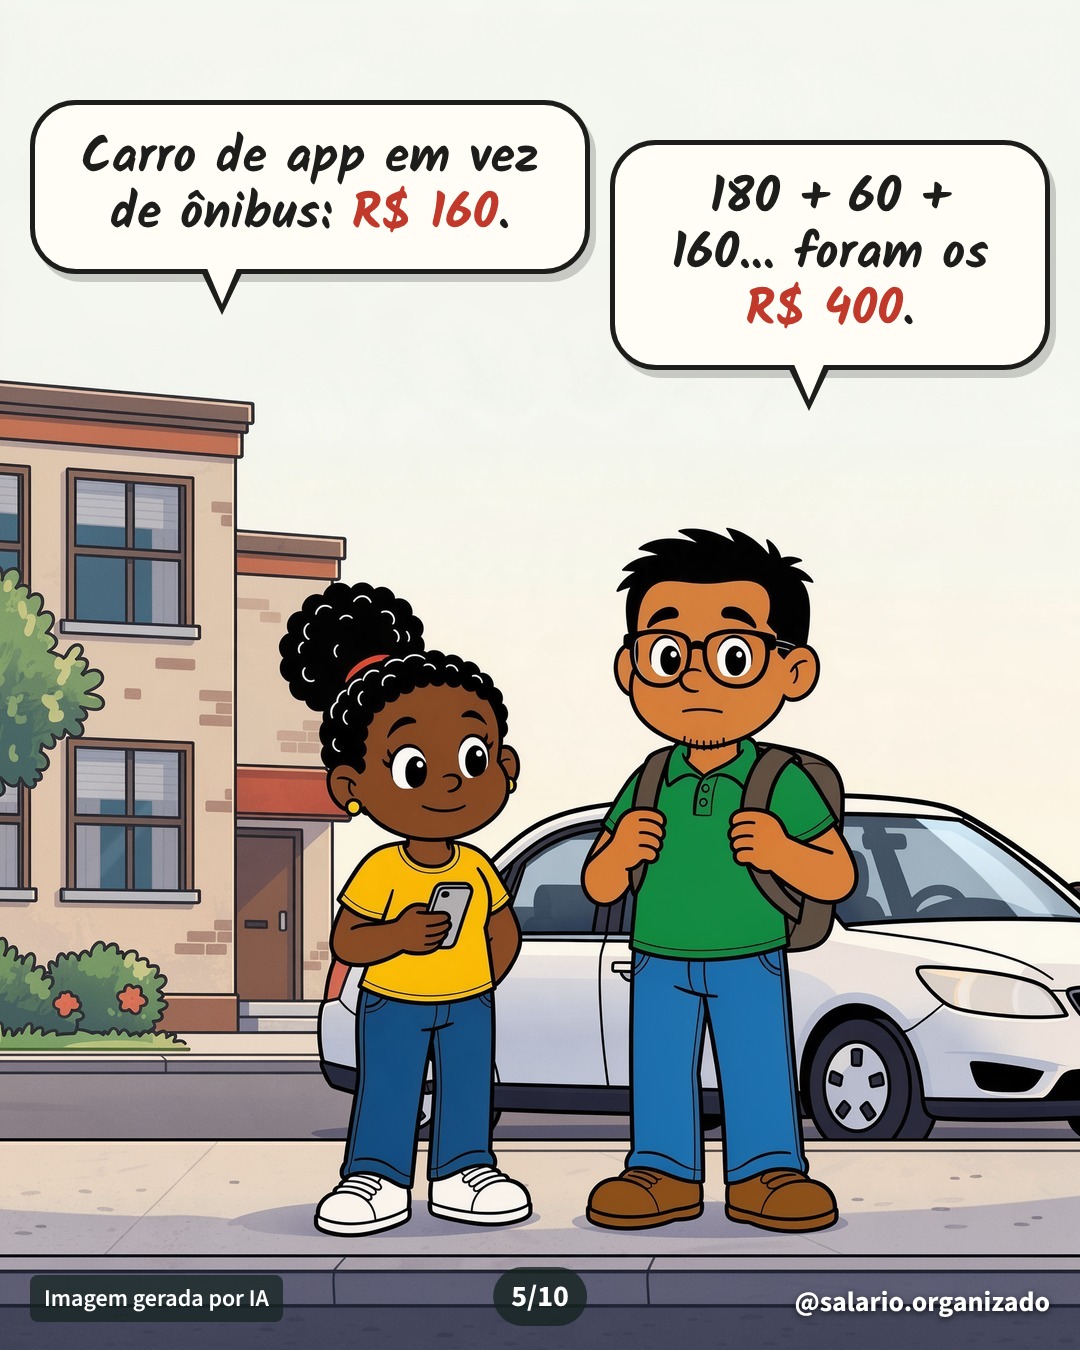 Carro de app em vez
de ônibus: R$ 160.
180 + 60 +
160... foram os
R$ 400.
Imagem gerada por IA
5/10
@salario.organizado